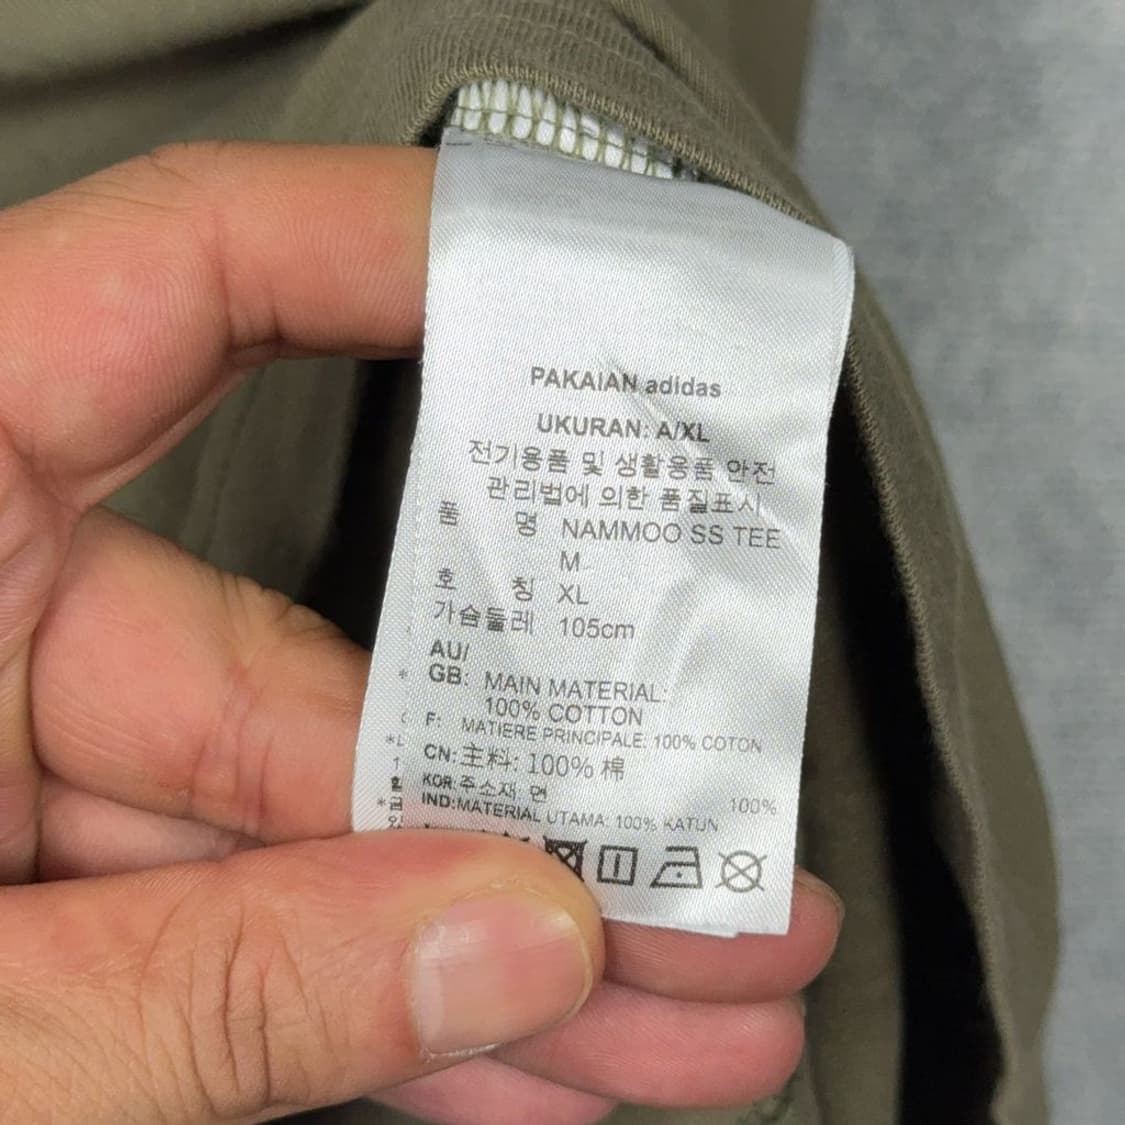 PAKAIAN adidas
UKURAN: A/XL
전기용품 및 생활용품 안전
관리법에 의한 품질표시
품 명 NAMMOO SS TEE
M
호 칭 XL
가슴둘레 105cm
AU/
GB: MAIN MATERIAL:
100% COTTON
F: MATIERE PRINCIPALE: 100% COTON
CN:主料: 100% 棉
KOR:주소재: 면 100%
IND:MATERIAL UTAMA: 100% KATUN